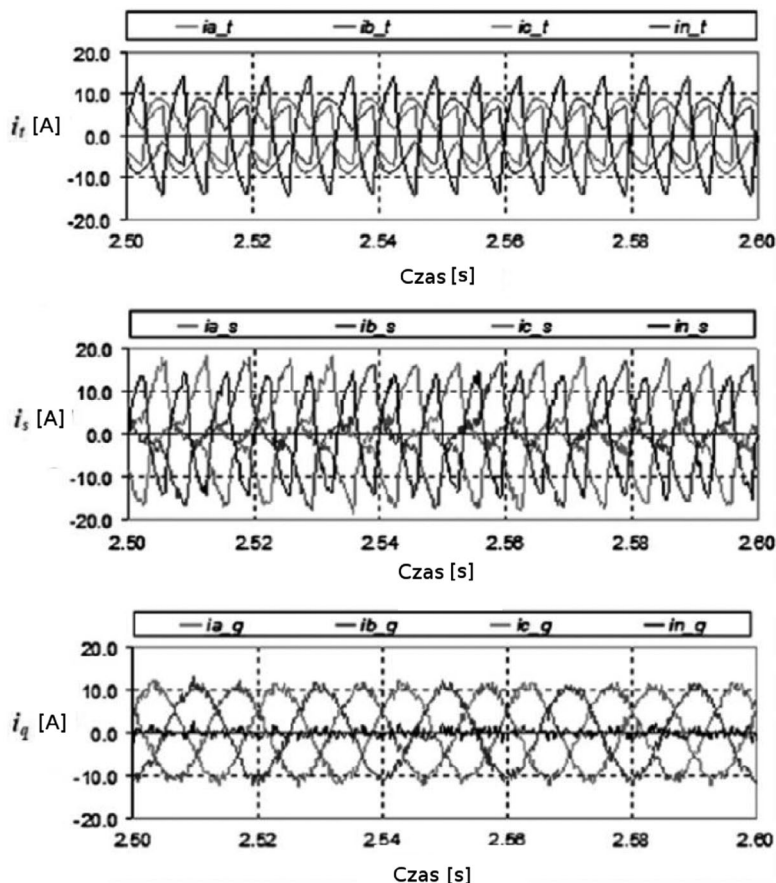 ia_t ib_t ic_t in_t
20.0
10.0
0.0
-10.0
-20.0
i_t [A]
2.50 2.52 2.54 2.56 2.58 2.60
Czas [s]
ia_s ib_s ic_s in_s
20.0
10.0
0.0
-10.0
-20.0
i_s [A]
2.50 2.52 2.54 2.56 2.58 2.60
Czas [s]
ia_g ib_g ic_g in_g
20.0
10.0
0.0
-10.0
-20.0
i_q [A]
2.50 2.52 2.54 2.56 2.58 2.60
Czas [s]